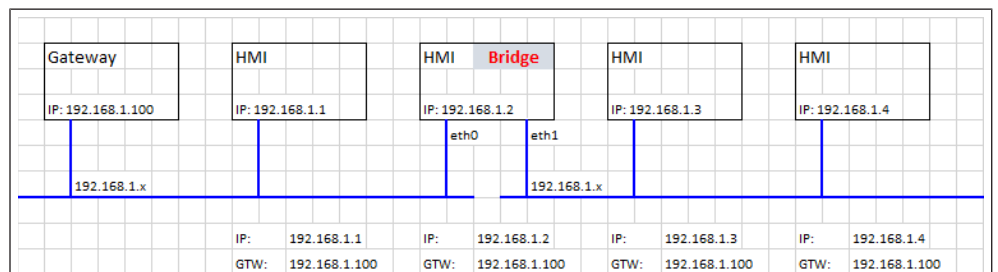 Gateway HMI HMI Bridge HMI HMI
IP: 192.168.1.100 IP: 192.168.1.1 IP: 192.168.1.2 IP: 192.168.1.3 IP: 192.168.1.4
eth0 eth1
192.168.1.x 192.168.1.x
IP: 192.168.1.1 IP: 192.168.1.2 IP: 192.168.1.3 IP: 192.168.1.4
GTW: 192.168.1.100 GTW: 192.168.1.100 GTW: 192.168.1.100 GTW: 192.168.1.100